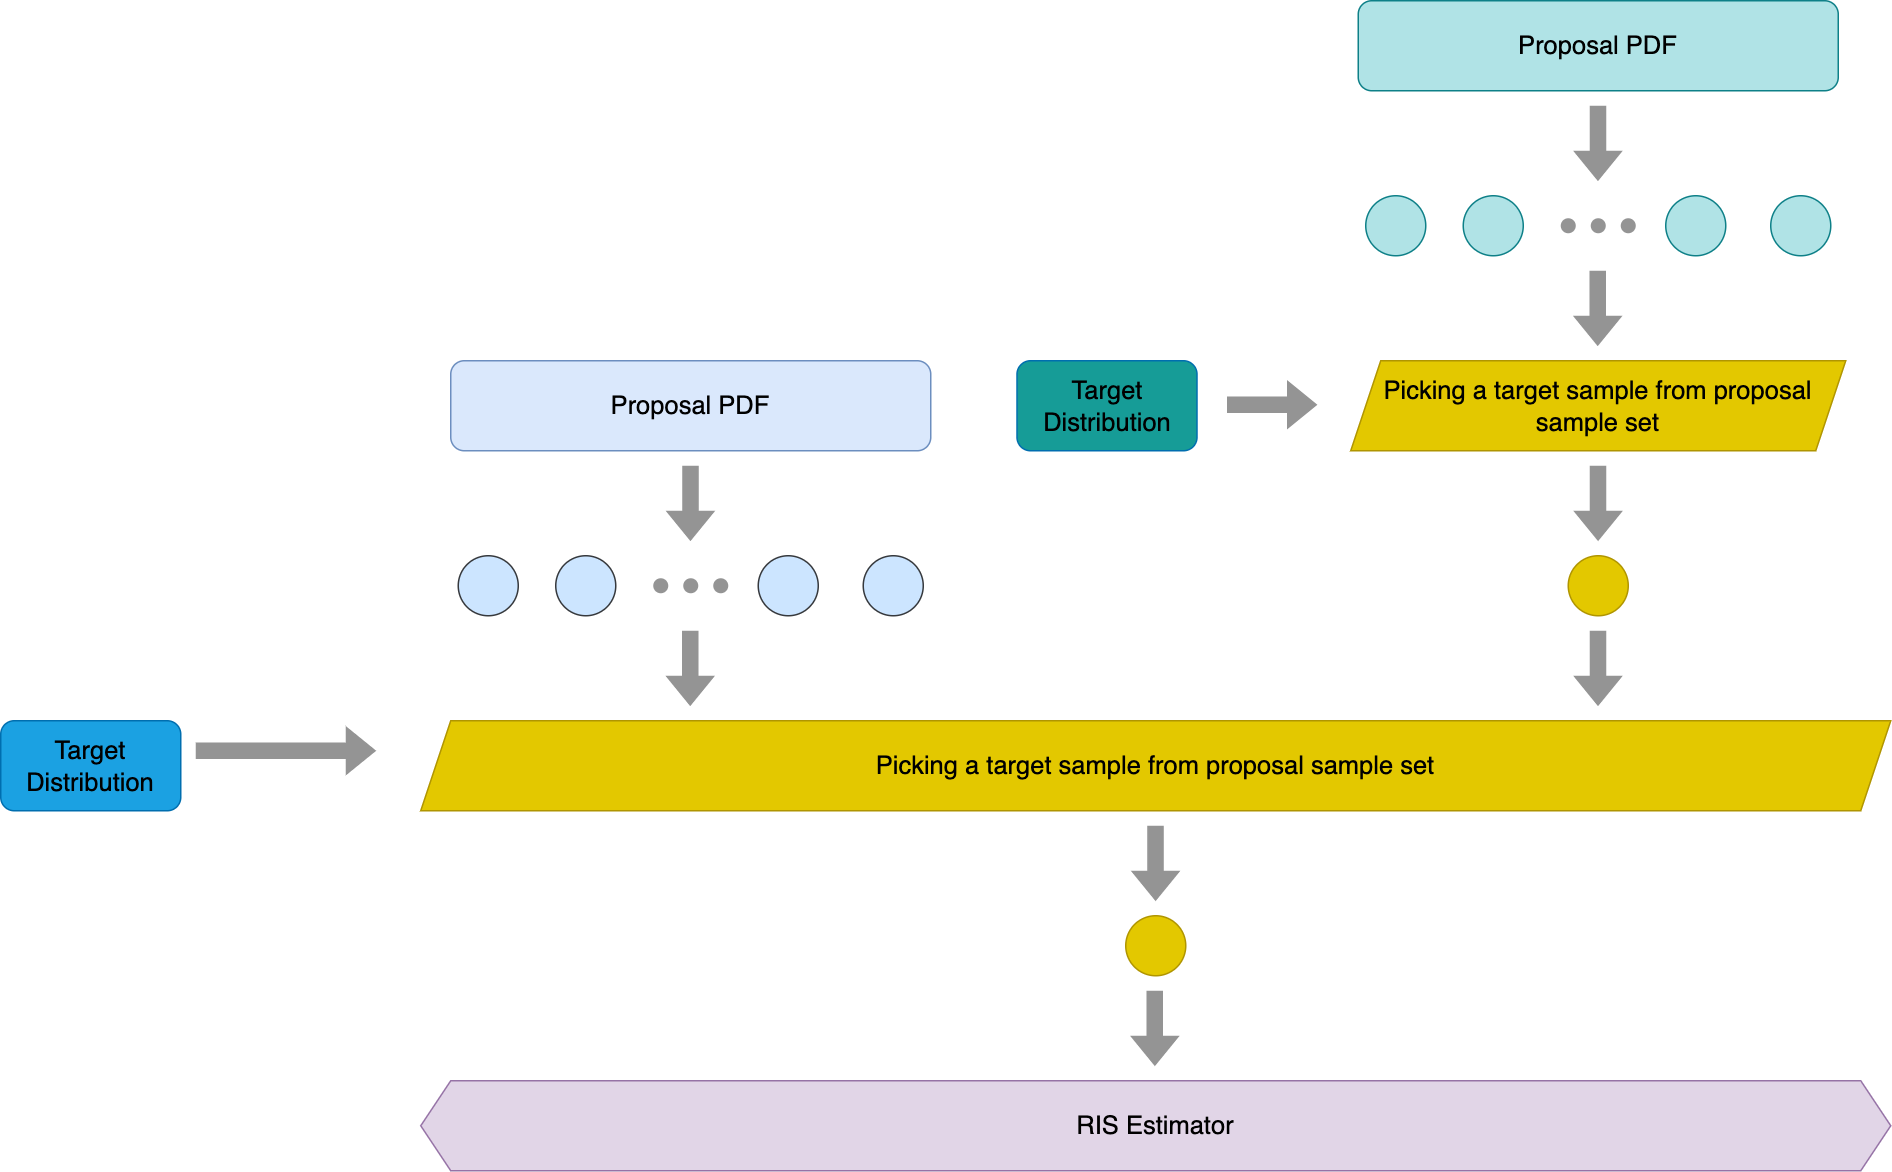 Proposal PDF
Proposal PDF
Target
Distribution
Picking a target sample from proposal
sample set
Target
Distribution
Picking a target sample from proposal sample set
RIS Estimator